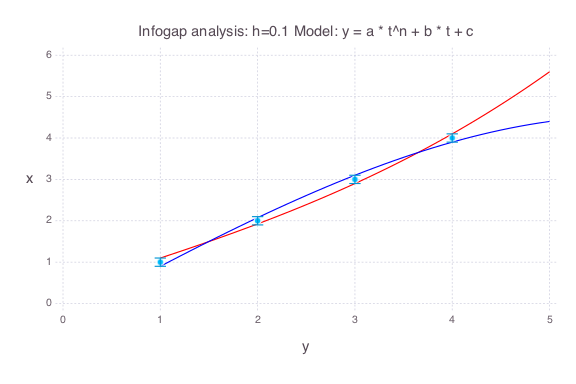 Infogap analysis: h=0.1 Model: y = a * t^n + b * t + c
6
5
4
x
3
2
1
0
0 1 2 3 4 5
y